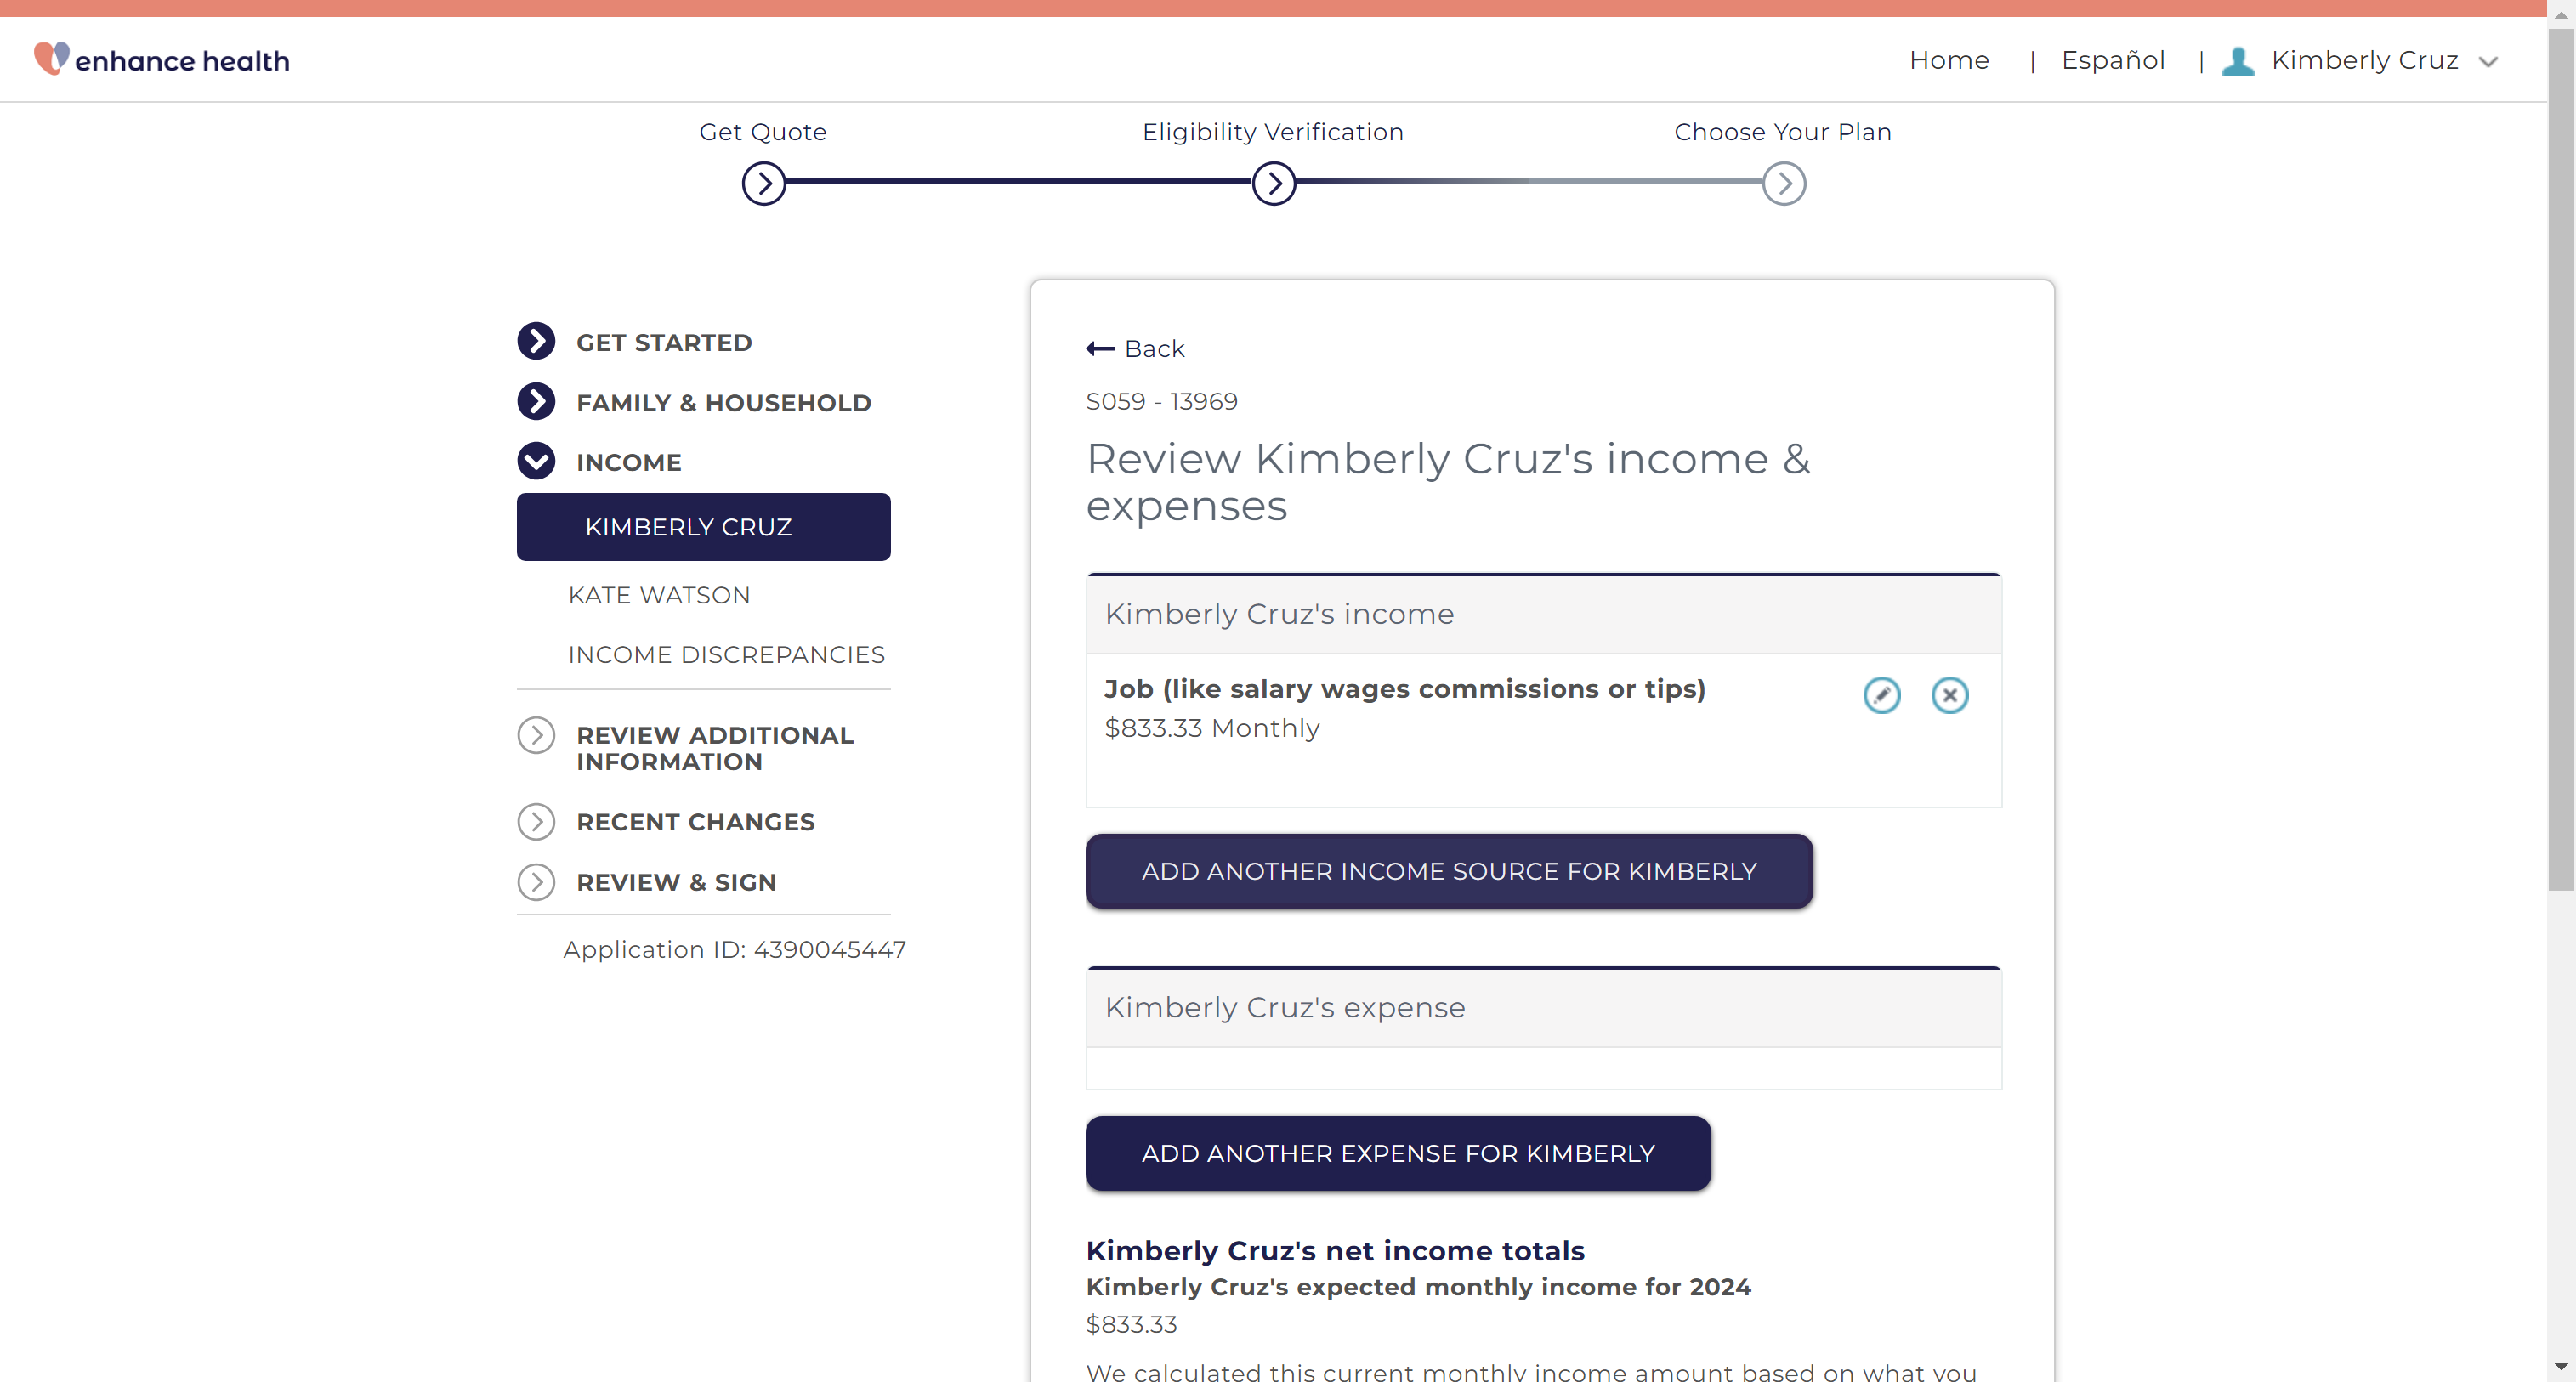 enhance health
Home | Español | Kimberly Cruz
Get Quote
Eligibility Verification
Choose Your Plan
GET STARTED
FAMILY & HOUSEHOLD
INCOME
KIMBERLY CRUZ
KATE WATSON
INCOME DISCREPANCIES
REVIEW ADDITIONAL
INFORMATION
RECENT CHANGES
REVIEW & SIGN
Application ID: 4390045447
Back
S059 - 13969
Review Kimberly Cruz's income &
expenses
Kimberly Cruz's income
Job (like salary wages commissions or tips)
$833.33 Monthly
ADD ANOTHER INCOME SOURCE FOR KIMBERLY
Kimberly Cruz's expense
ADD ANOTHER EXPENSE FOR KIMBERLY
Kimberly Cruz's net income totals
Kimberly Cruz's expected monthly income for 2024
$833.33
We calculated this current monthly income amount based on what you